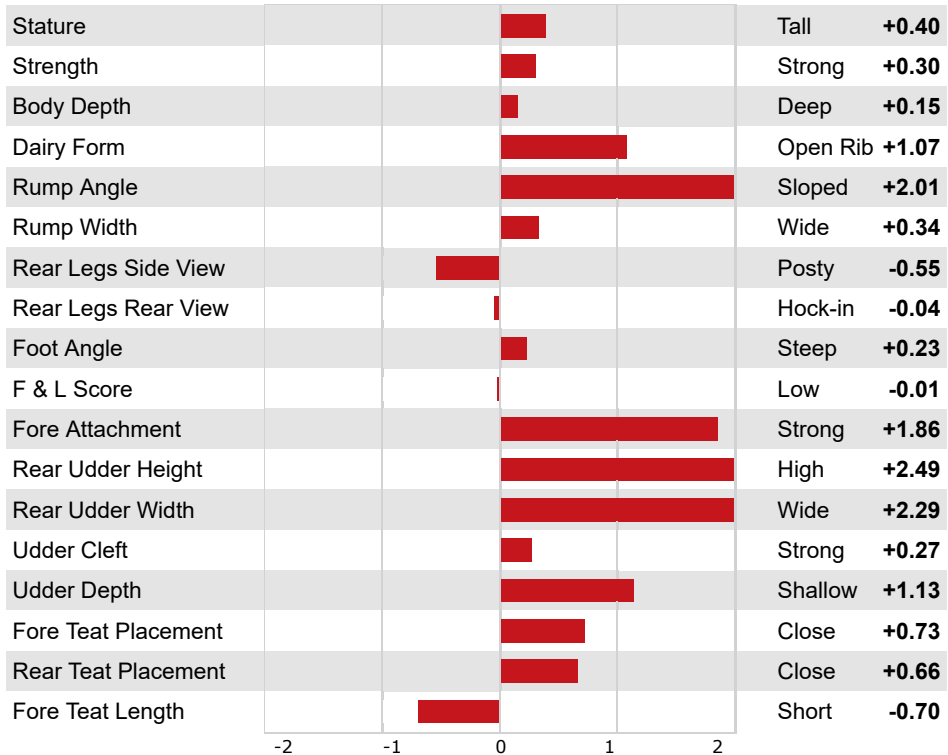 Stature Tall +0.40
Strength Strong +0.30
Body Depth Deep +0.15
Dairy Form Open Rib +1.07
Rump Angle Sloped +2.01
Rump Width Wide +0.34
Rear Legs Side View Posty -0.55
Rear Legs Rear View Hock-in -0.04
Foot Angle Steep +0.23
F & L Score Low -0.01
Fore Attachment Strong +1.86
Rear Udder Height High +2.49
Rear Udder Width Wide +2.29
Udder Cleft Strong +0.27
Udder Depth Shallow +1.13
Fore Teat Placement Close +0.73
Rear Teat Placement Close +0.66
Fore Teat Length Short -0.70
-2 -1 0 1 2